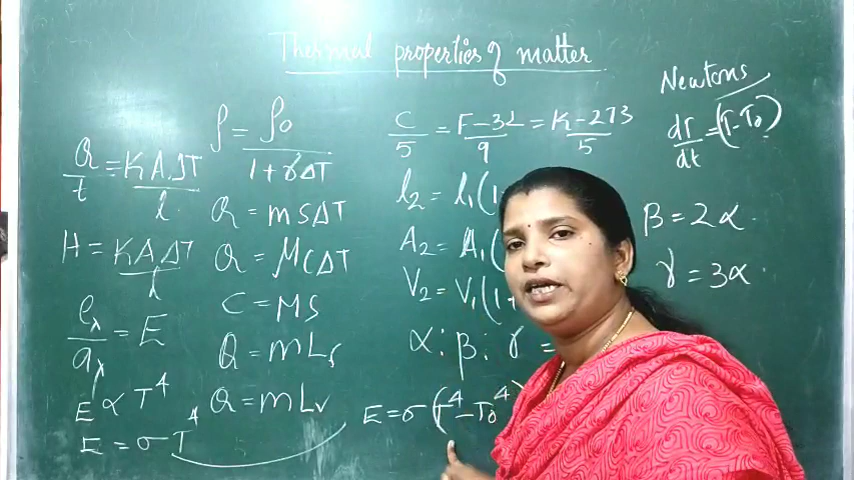 Thermal properties of matter
Q/t = KA.ΔT/l
H = KAΔT/l
eλ/aλ = E
E ∝ T⁴
E = σT⁴
ρ = ρ₀/1+γΔT
Q = mSΔT
Q = μCΔT
C = MS
Q = mLf
Q = mLv
C/5 = F-32/9 = K-273/5
l₂ = l₁(1
A₂ = A₁(
V₂ = V₁(1+
α : β : γ =
E = σ(T⁴-T₀⁴)
Newtons
dT/dt = (T-T₀)
β = 2α
γ = 3α